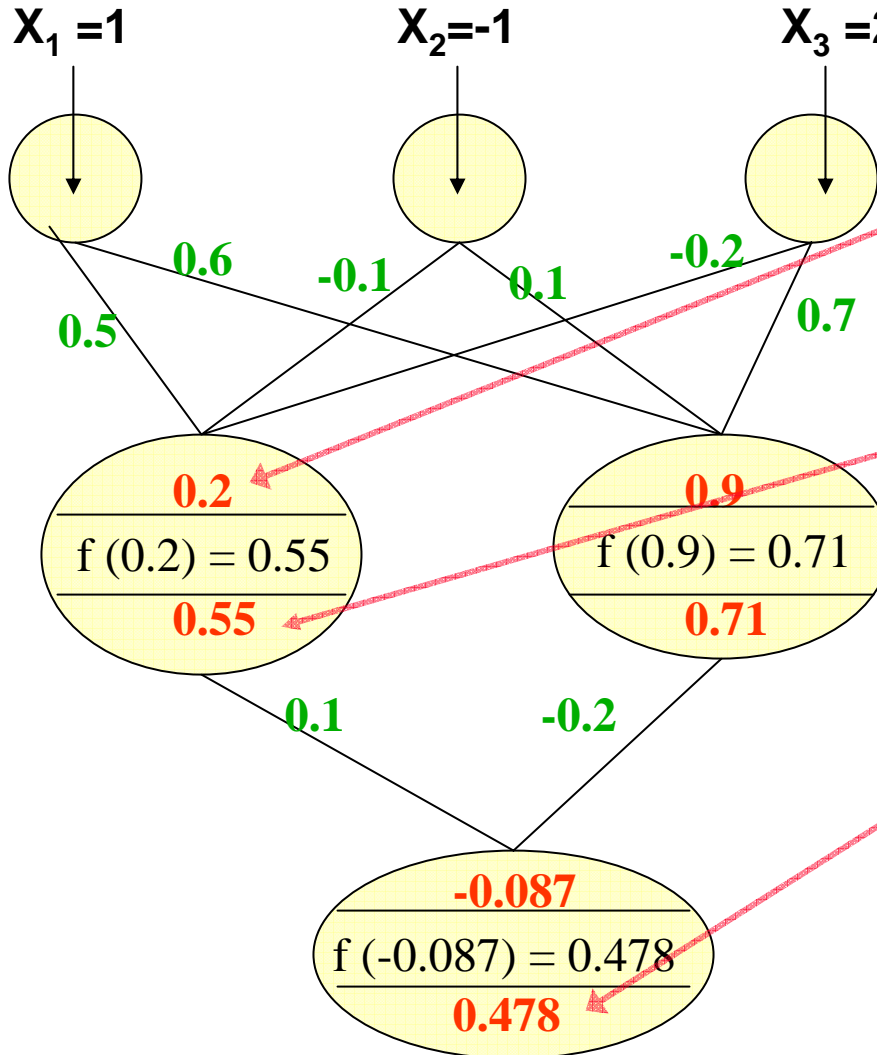 X₁ =1 X₂=-1 X₃ =2
0.6 -0.1 0.1 -0.2
0.5 0.7
0.2 0.9
f (0.2) = 0.55 f (0.9) = 0.71
0.55 0.71
0.1 -0.2
-0.087
f (-0.087) = 0.478
0.478